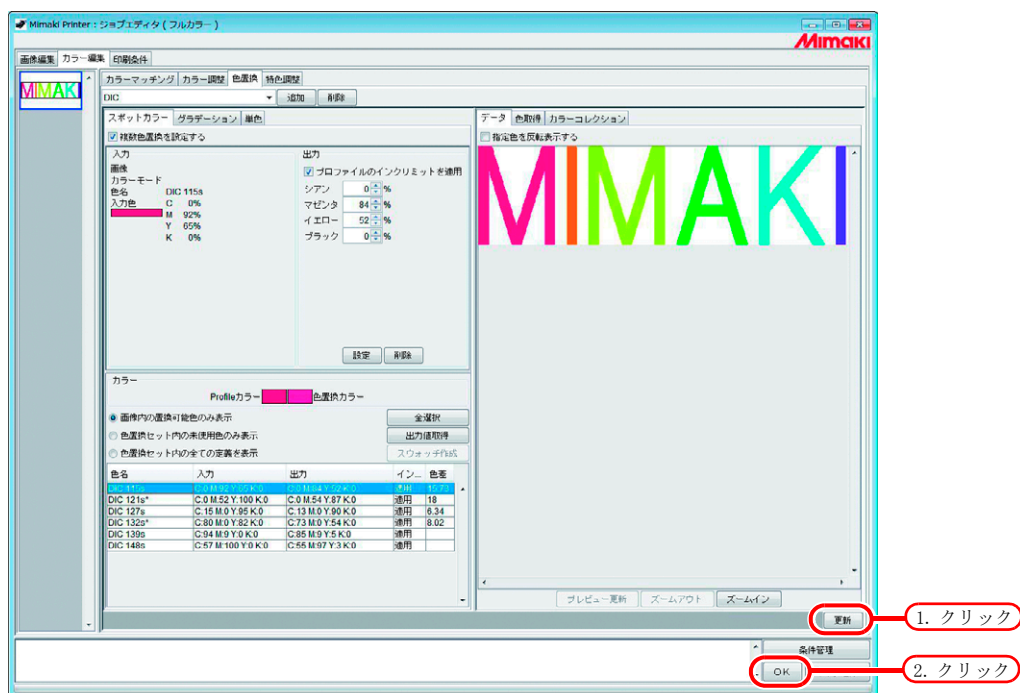 Mimaki Printer : ジョブエディタ ( フルカラー )
Mimaki
画像編集 カラー編集 印刷条件
MIMAKI
カラーマッチング カラー調整 色置換 特色調整
DIC 追加 削除
スポットカラー グラデーション 単色
複数色置換を設定する
入力
画像
カラーモード
色名 DIC 115s
入力色 C 0%
M 92%
Y 65%
K 0%
出力
プロファイルのインクリミットを適用
シアン 0 %
マゼンタ 84 %
イエロー 52 %
ブラック 0 %
設定 削除
カラー
Profileカラー 色置換カラー
画像内の置換可能色のみ表示 全選択
色置換セット内の未使用色のみ表示 出力値取得
色置換セット内の全ての定義を表示 スウォッチ作成
色名 入力 出力 イン... 色差
DIC 115s C:0 M:92 Y:65 K:0 C:0 M:84 Y:52 K:0 適用 15.73
DIC 121s* C:0 M:52 Y:100 K:0 C:0 M:54 Y:87 K:0 適用 18
DIC 127s C:15 M:0 Y:95 K:0 C:13 M:0 Y:90 K:0 適用 6.34
DIC 132s* C:80 M:0 Y:82 K:0 C:73 M:0 Y:54 K:0 適用 8.02
DIC 139s C:94 M:9 Y:0 K:0 C:85 M:9 Y:5 K:0 適用
DIC 148s C:57 M:100 Y:0 K:0 C:55 M:97 Y:3 K:0 適用
データ 色取得 カラーコレクション
指定色を反転表示する
MIMAKI
プレビュー更新 ズームアウト ズームイン
更新
1. クリック
条件管理
OK
2. クリック